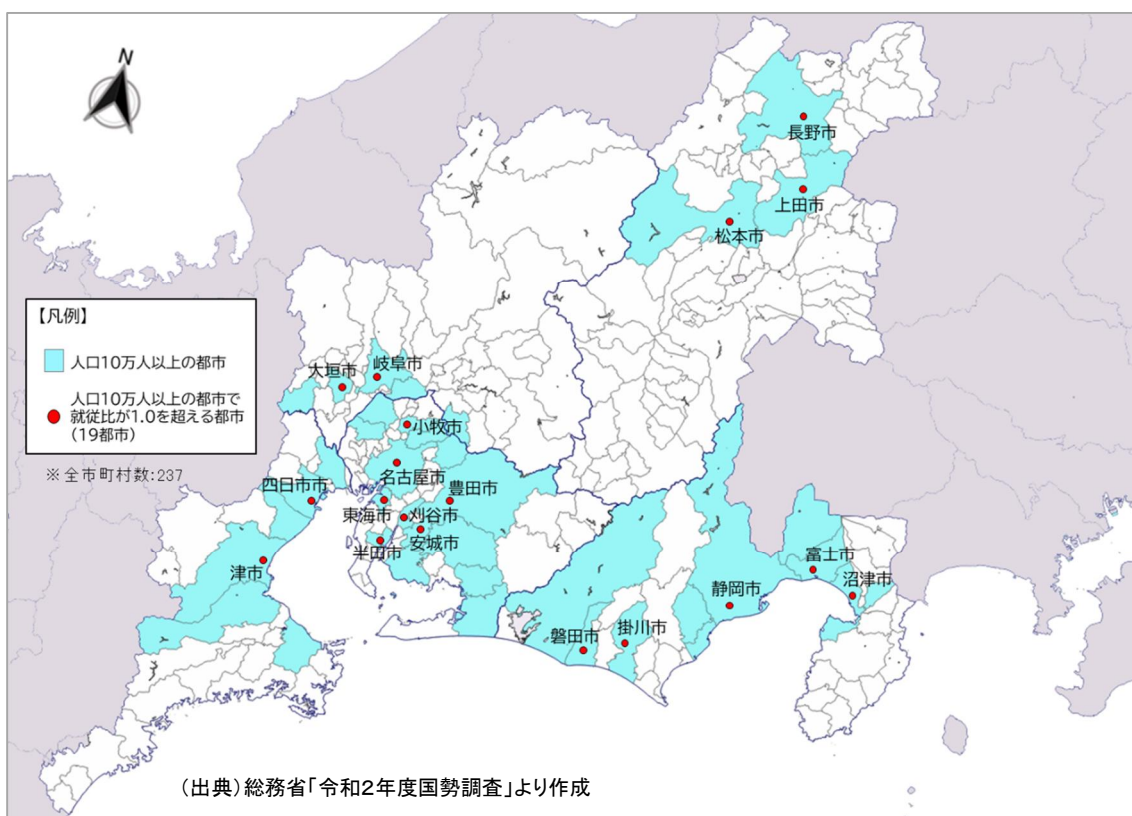 N
長野市
上田市
松本市
【凡例】
人口10万人以上の都市
人口10万人以上の都市で
就従比が1.0を超える都市
(19都市)
※全市町村数:237
大垣市
岐阜市
小牧市
名古屋市
四日市市
豊田市
東海市
刈谷市
安城市
半田市
津市
富士市
沼津市
静岡市
掛川市
磐田市
(出典)総務省「令和2年度国勢調査」より作成